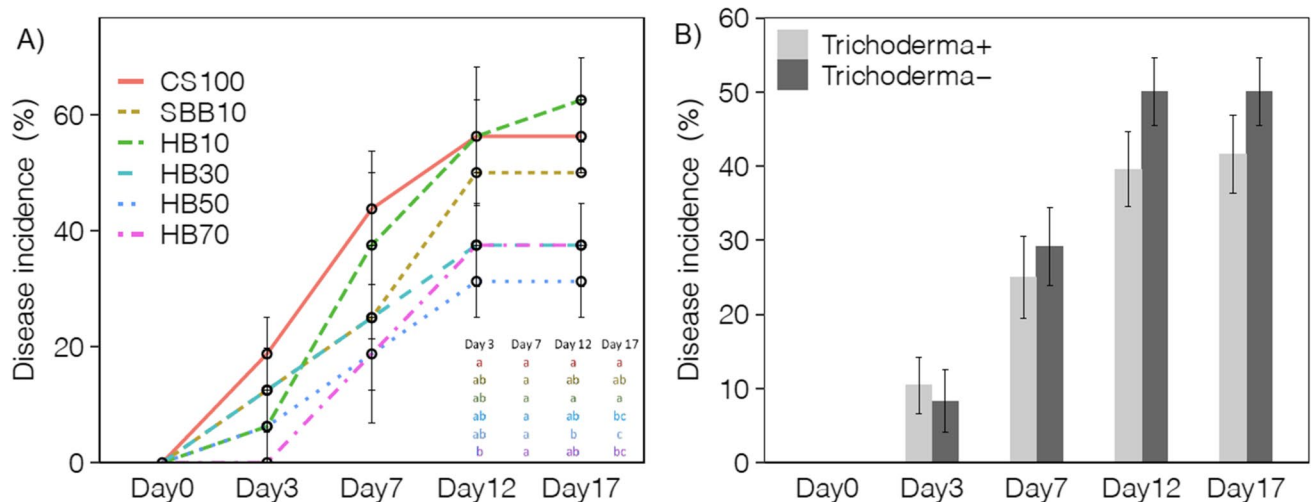 A)
Disease incidence (%)
60
40
20
0
CS100
SBB10
HB10
HB30
HB50
HB70
Day 3 Day 7 Day 12 Day 17
a a a a
ab a ab ab
ab a a a
ab a ab bc
ab a b c
b a ab bc
Day0 Day3 Day7 Day12 Day17
B)
Disease incidence (%)
60
50
40
30
20
10
0
Trichoderma+
Trichoderma−
Day0 Day3 Day7 Day12 Day17